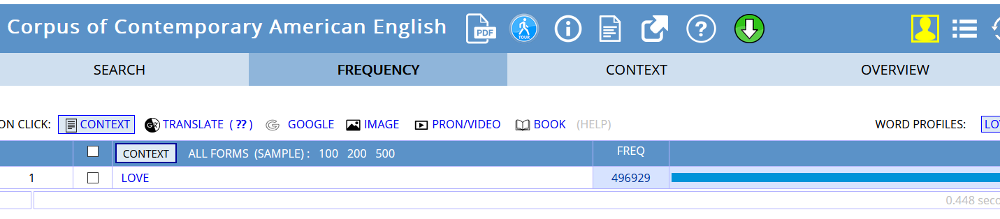 Corpus of Contemporary American English PDF TOUR
SEARCH FREQUENCY CONTEXT OVERVIEW
ON CLICK: CONTEXT TRANSLATE ( ?? ) GOOGLE IMAGE PRON/VIDEO BOOK (HELP) WORD PROFILES: LO
CONTEXT ALL FORMS (SAMPLE) : 100 200 500 FREQ
1 LOVE 496929
0.448 seco